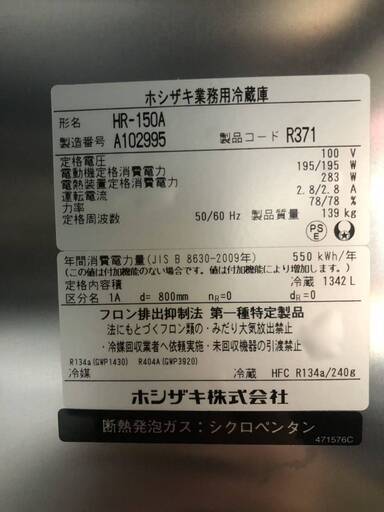 ホシザキ業務用冷蔵庫
形名 HR-150A
製造番号 A102995 製品コード R371
定格電圧 100 V
電動機定格消費電力 195/195 W
電熱装置定格消費電力 283 W
運転電流 2.8/2.8 A
力率 78/78 %
定格周波数 50/60 Hz 製品質量 139 kg
PS E
年間消費電力量(JIS B 8630-2009年) 550 kWh/年
(この値は付加機能のない場合です。値は付加機能により増加します。)
定格内容積 冷蔵 1342 L
区分名 1A d= 800mm nR=0 dR=0
フロン排出抑制法 第一種特定製品
法にもとづくフロン類の・みだり大気放出禁止
・冷媒回収業者へ依頼実施・未回収機器の引渡禁止
R134a(GWP1430) R404A(GWP3920)
冷媒 冷蔵 HFC R134a/240g
ホシザキ株式会社
断熱発泡ガス:シクロペンタン
471576C